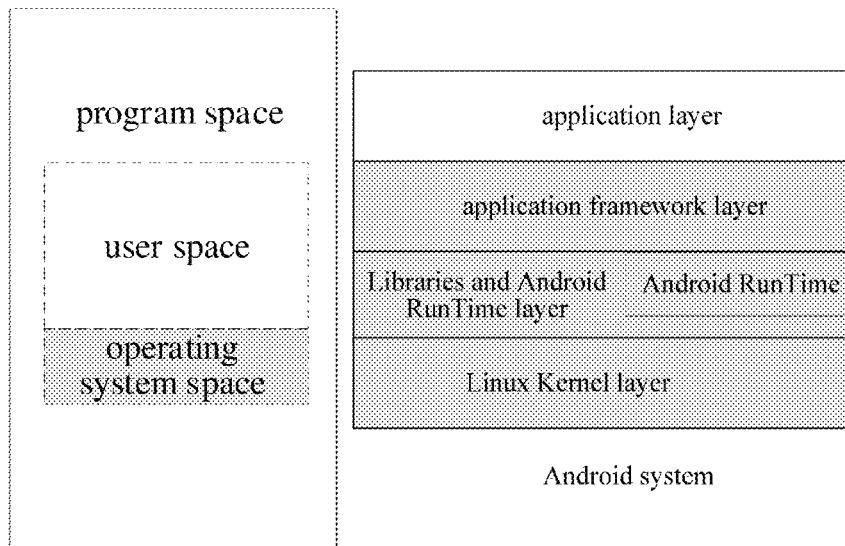 program space
user space
operating
system space
application layer
application framework layer
Libraries and Android
RunTime layer
Android RunTime
Linux Kernel layer
Android system